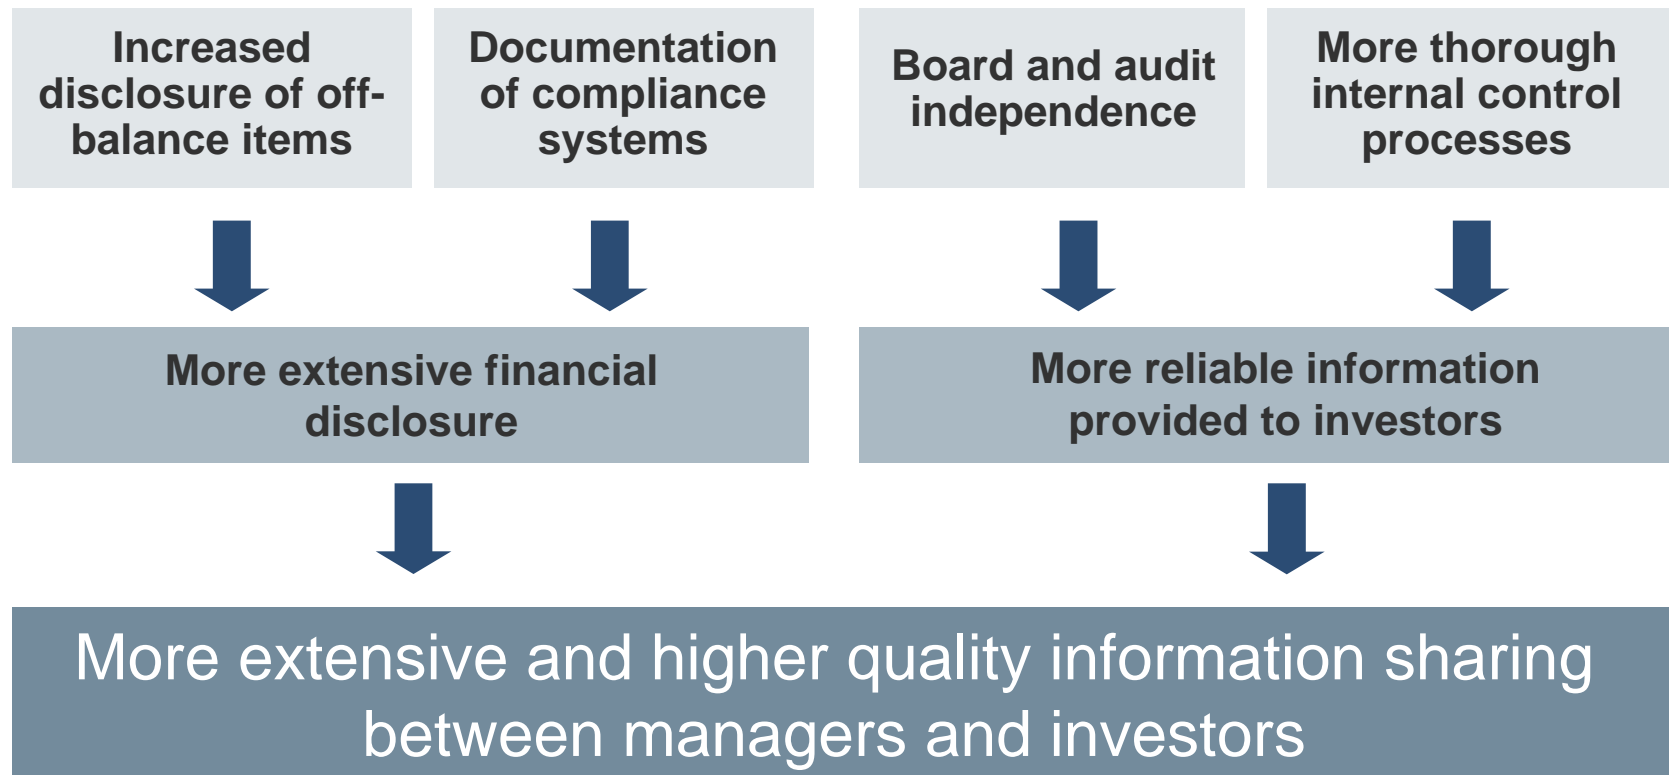 Increased
disclosure of off-
balance items
Documentation
of compliance
systems
Board and audit
independence
More thorough
internal control
processes
More extensive financial
disclosure
More reliable information
provided to investors
More extensive and higher quality information sharing
between managers and investors